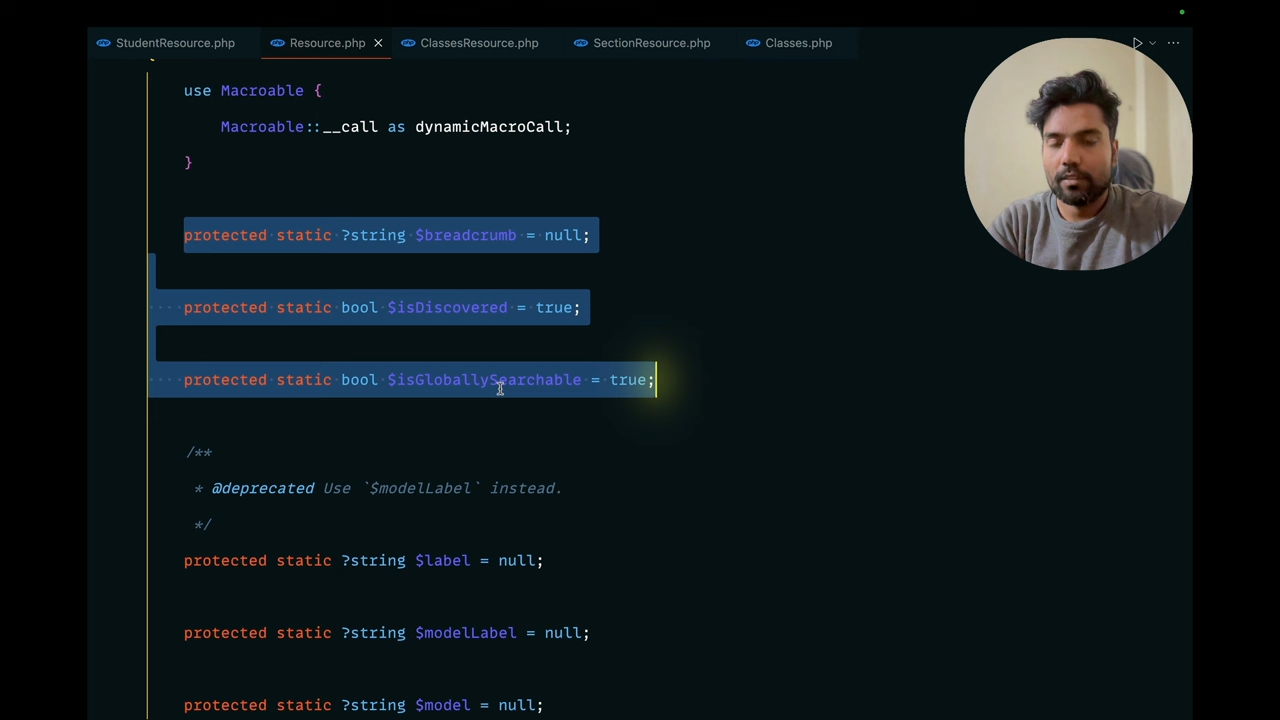 StudentResource.php
Resource.php
ClassesResource.php
SectionResource.php
Classes.php
use Macroable {
Macroable::__call as dynamicMacroCall;
}
protected static ?string $breadcrumb = null;
protected static bool $isDiscovered = true;
protected static bool $isGloballySearchable = true;
/**
* @deprecated Use `$modelLabel` instead.
*/
protected static ?string $label = null;
protected static ?string $modelLabel = null;
protected static ?string $model = null;